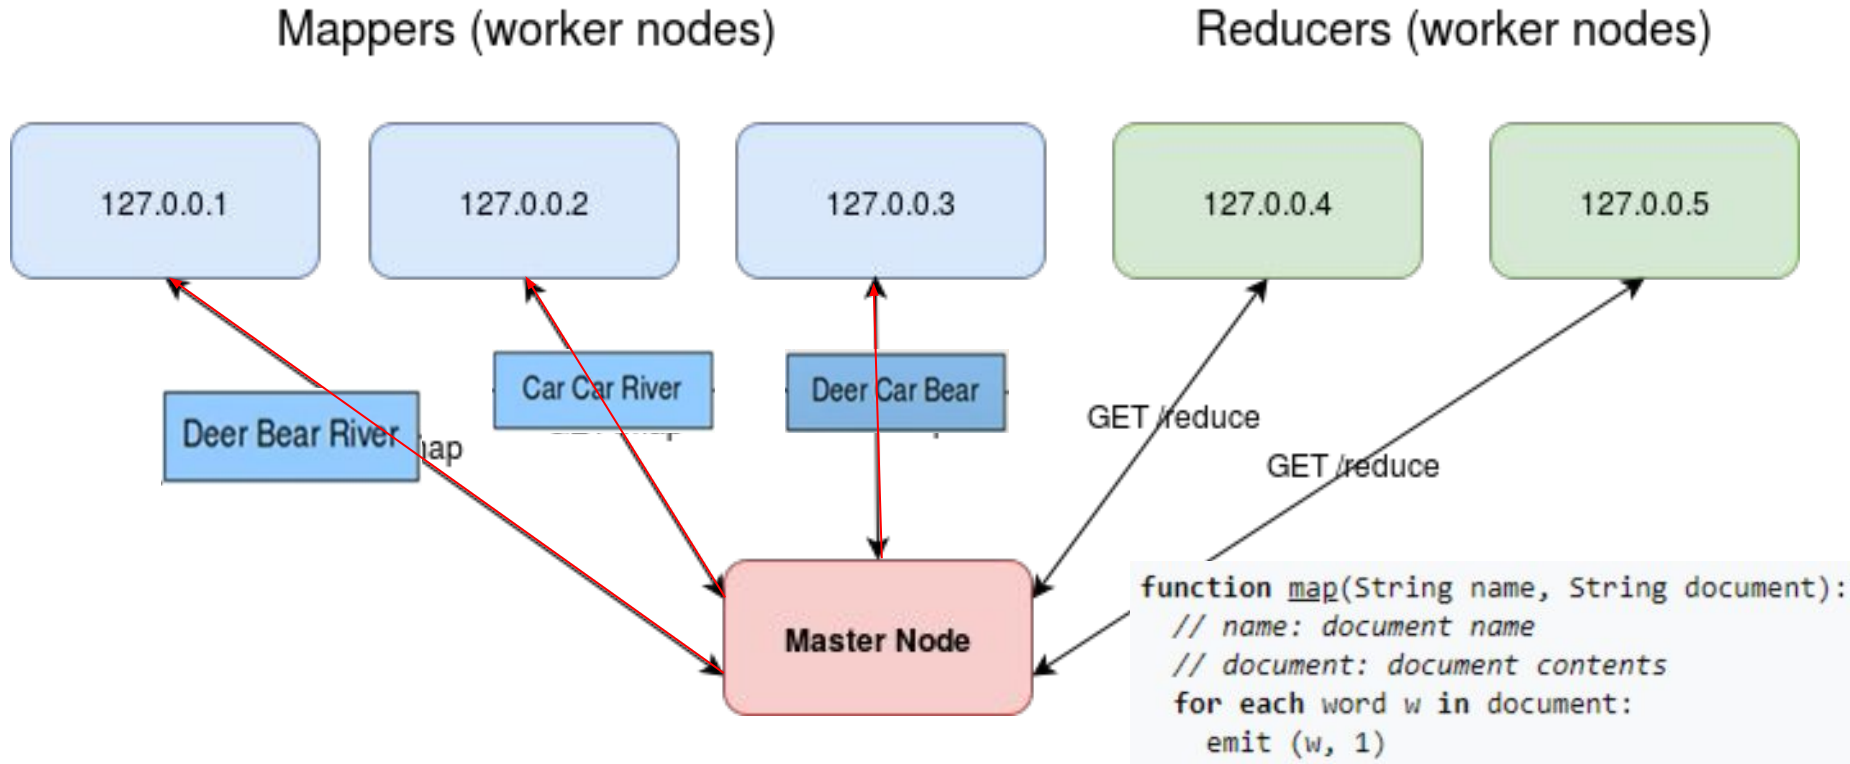 Mappers (worker nodes)
Reducers (worker nodes)
127.0.0.1
127.0.0.2
127.0.0.3
127.0.0.4
127.0.0.5
Deer Bear River
Car Car River
Deer Car Bear
GET /reduce
GET /reduce
Master Node
function map(String name, String document):
// name: document name
// document: document contents
for each word w in document:
emit (w, 1)